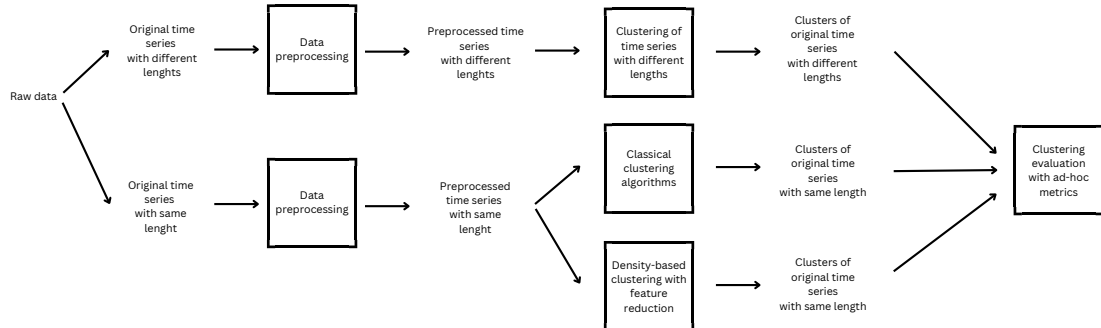 Raw data
Original time
series
with different
lenghts
Data
preprocessing
Preprocessed time
series
with different
lenghts
Clustering of
time series
with different
lengths
Clusters of
original time
series
with different
lengths
Original time
series
with same
lenght
Data
preprocessing
Preprocessed
time series
with same
lenght
Classical
clustering
algorithms
Clusters of
original time
series
with same length
Density-based
clustering with
feature
reduction
Clusters of
original time
series
with same length
Clustering
evaluation
with ad-hoc
metrics